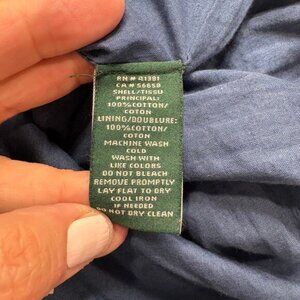 RN # 41381
CA # 56658
SHELL/TISSU
PRINCIPAL:
100%COTTON/
COTON
LINING/DOUBLURE:
100%COTTON/
COTON
MACHINE WASH
COLD
WASH WITH
LIKE COLORS
DO NOT BLEACH
REMOVE PROMPTLY
LAY FLAT TO DRY
COOL IRON
IF NEEDED
DO NOT DRY CLEAN